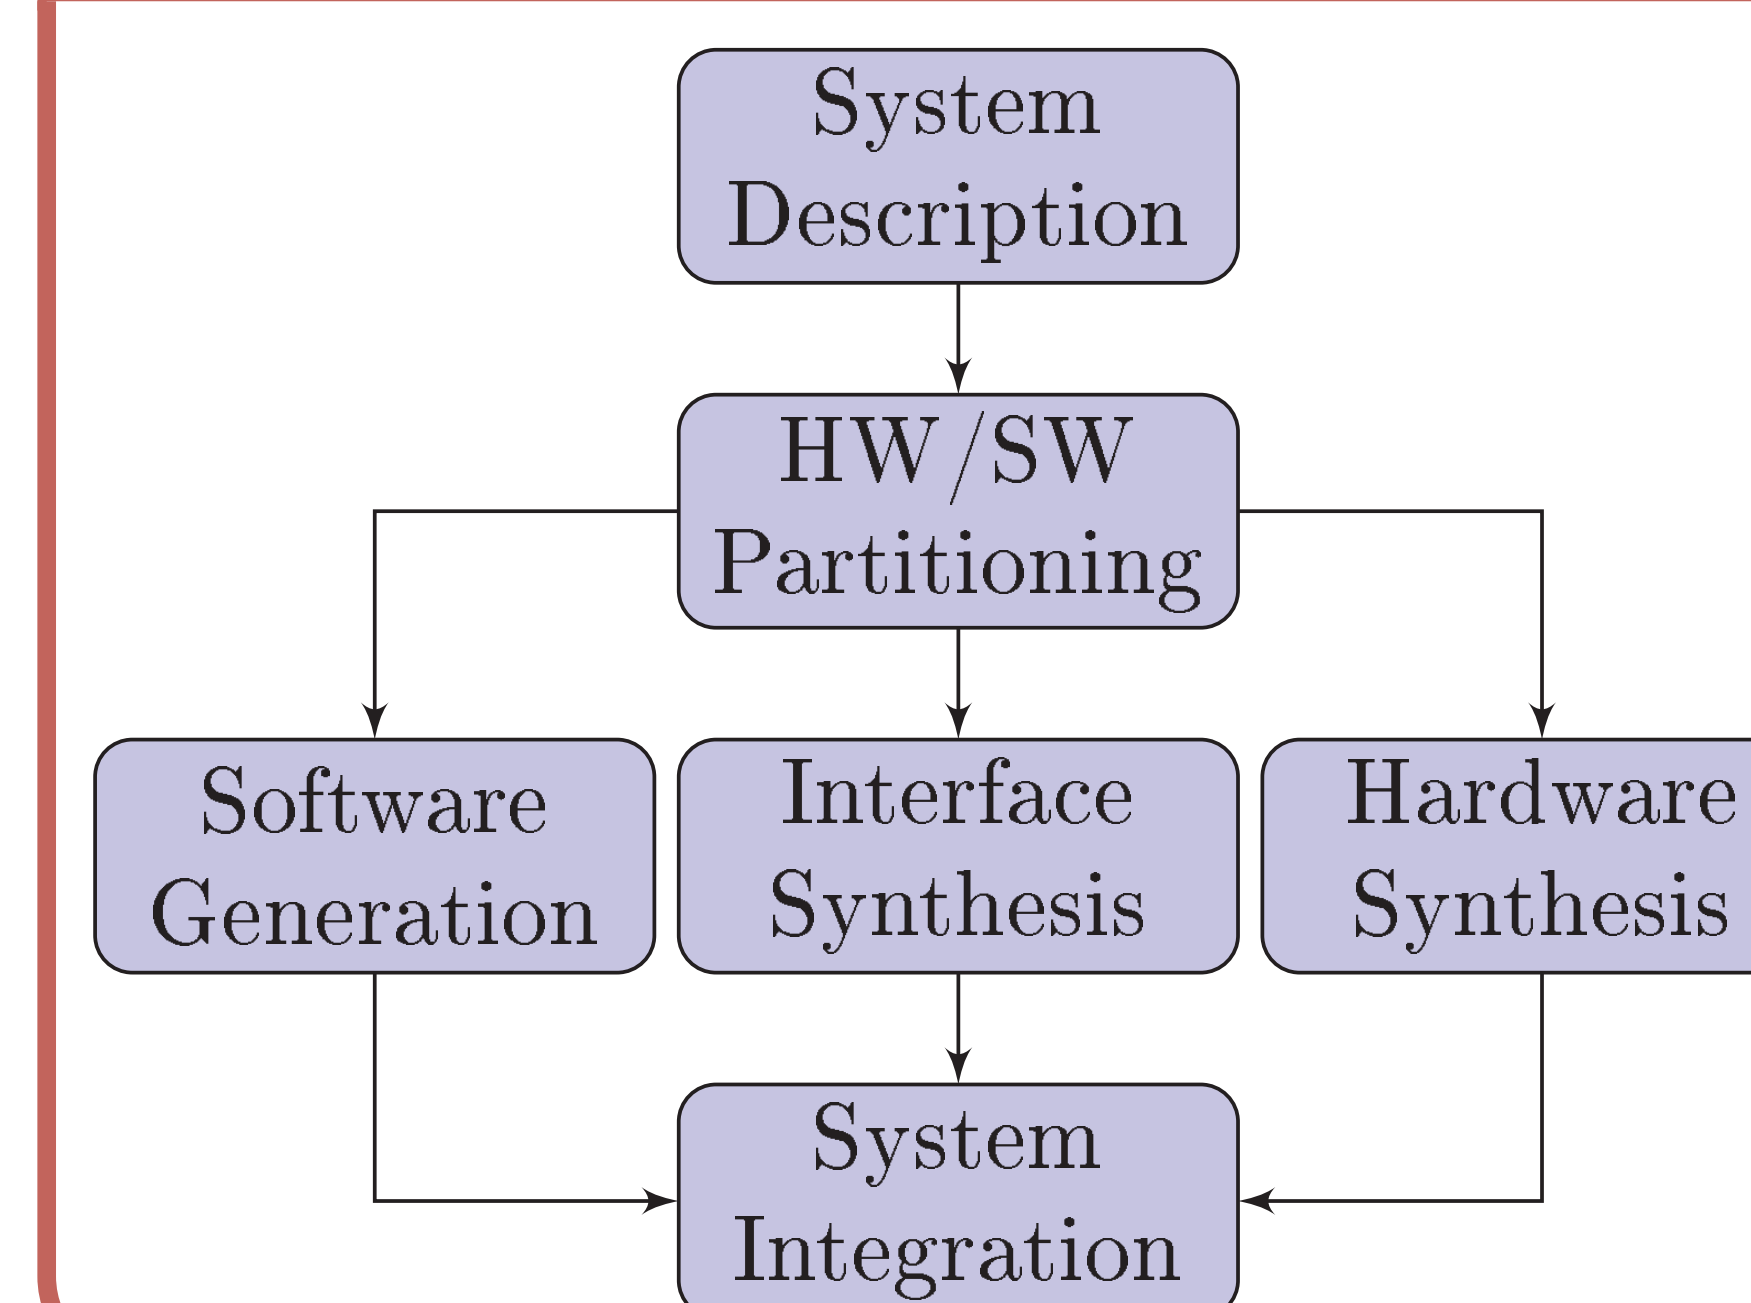 System
Description
HW/SW
Partitioning
Software
Generation
Interface
Synthesis
Hardware
Synthesis
System
Integration